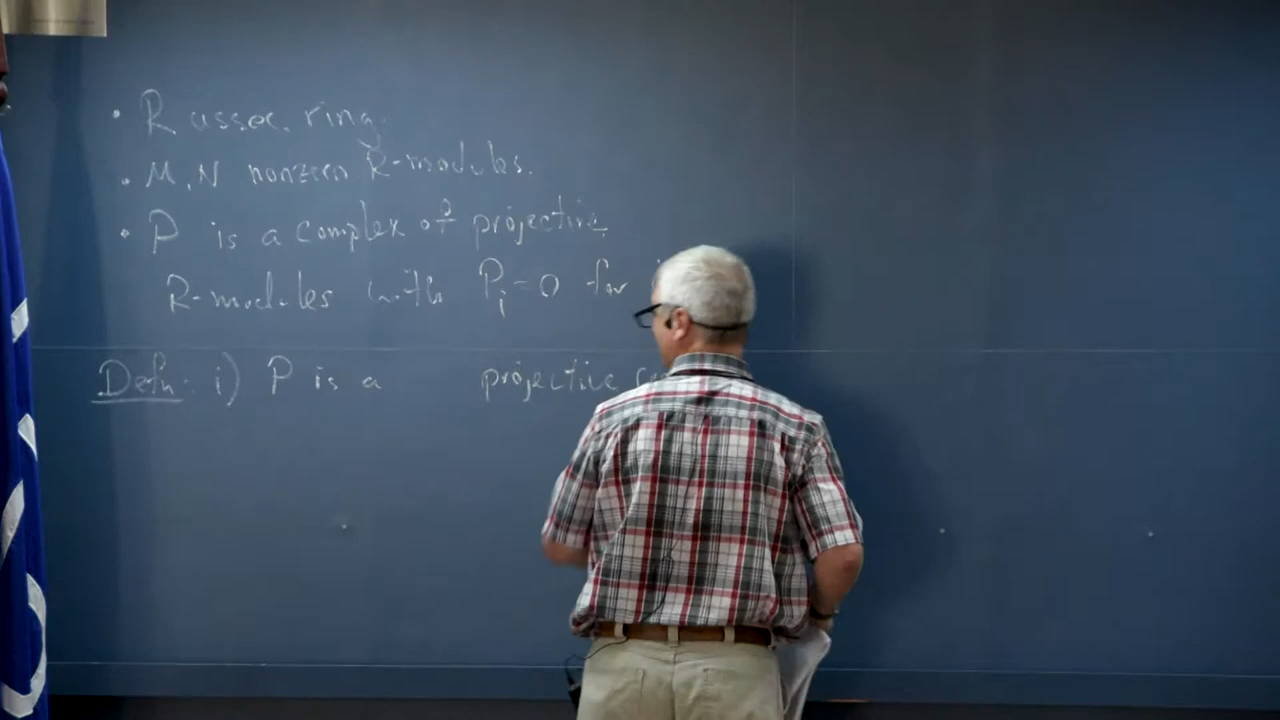 • R assoc. ring.
• M, N nonzero R-modules.
• P is a complex of projective
R-modules with Pᵢ = 0 for
Defn: i) P is a projective